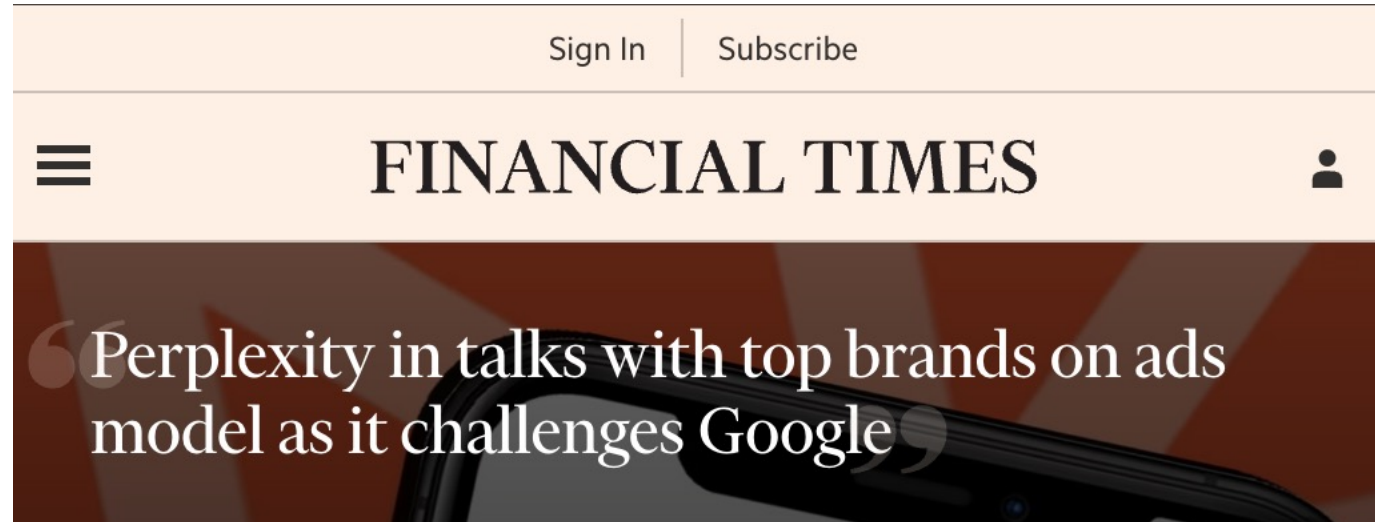 Sign In Subscribe
FINANCIAL TIMES
“Perplexity in talks with top brands on ads
model as it challenges Google”